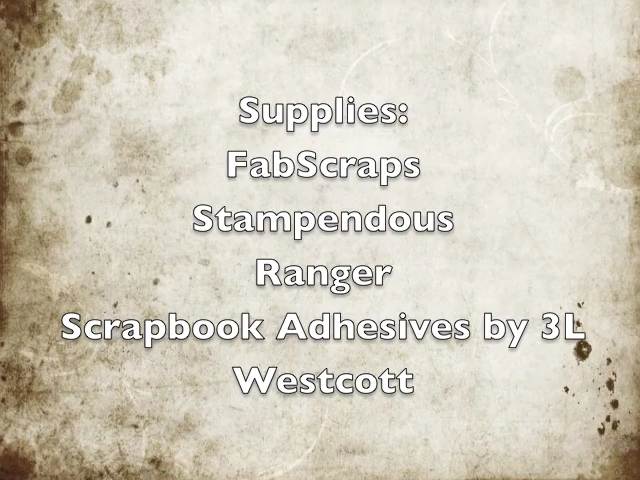 Supplies:
FabScraps
Stampendous
Ranger
Scrapbook Adhesives by 3L
Westcott